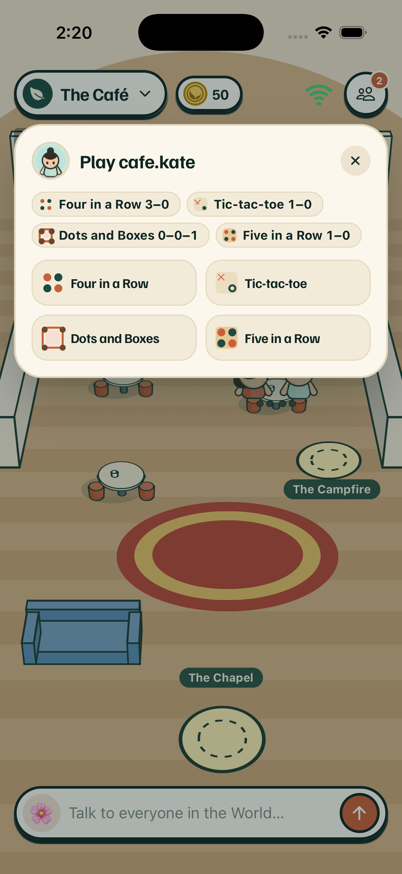 2:20
The Café
50
2
Play cafe.kate
Four in a Row 3–0
Tic-tac-toe 1–0
Dots and Boxes 0–0–1
Five in a Row 1–0
Four in a Row
Tic-tac-toe
Dots and Boxes
Five in a Row
The Campfire
The Chapel
Talk to everyone in the World...